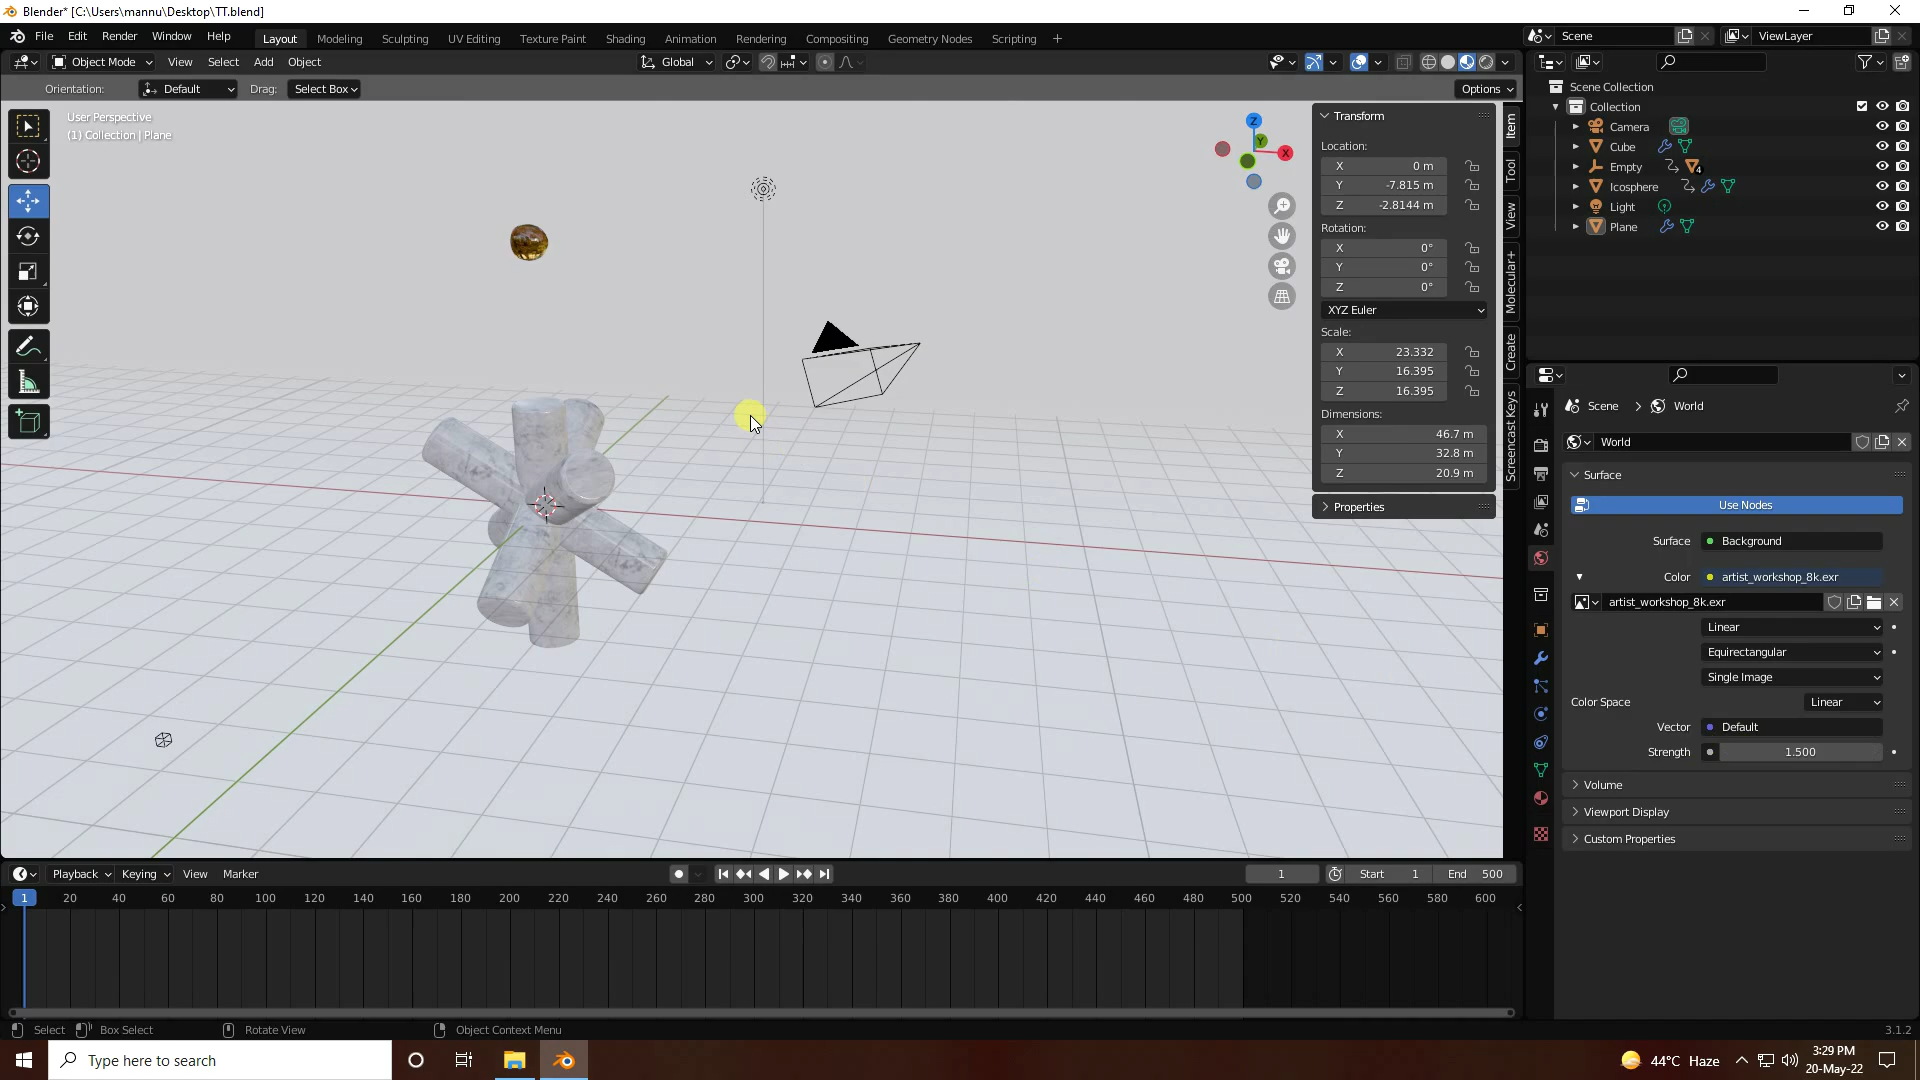 Blender* [C:\Users\mannu\Desktop\TT.blend]
File Edit Render Window Help Layout Modeling Sculpting UV Editing Texture Paint Shading Animation Rendering Compositing Geometry Nodes Scripting + Scene ViewLayer
Object Mode View Select Add Object Global
Orientation: Default Drag: Select Box Options
User Perspective
(1) Collection | Plane
Z
Y
X
Transform
Location:
X 0 m
Y -7.815 m
Z -2.8144 m
Rotation:
X 0°
Y 0°
Z 0°
XYZ Euler
Scale:
X 23.332
Y 16.395
Z 16.395
Dimensions:
X 46.7 m
Y 32.8 m
Z 20.9 m
Properties
Item
Tool
View
Molecular+
Create
Screencast Keys
Scene Collection
Collection
Camera
Cube
Empty 4
Icosphere
Light
Plane
Scene > World
World
Surface
Use Nodes
Surface Background
Color artist_workshop_8k.exr
artist_workshop_8k.exr
Linear
Equirectangular
Single Image
Color Space Linear
Vector Default
Strength 1.500
Volume
Viewport Display
Custom Properties
Playback Keying View Marker 1 Start 1 End 500
1 20 40 60 80 100 120 140 160 180 200 220 240 260 280 300 320 340 360 380 400 420 440 460 480 500 520 540 560 580 600
Select Box Select Rotate View Object Context Menu 3.1.2
Type here to search 44°C Haze 3:29 PM
20-May-22